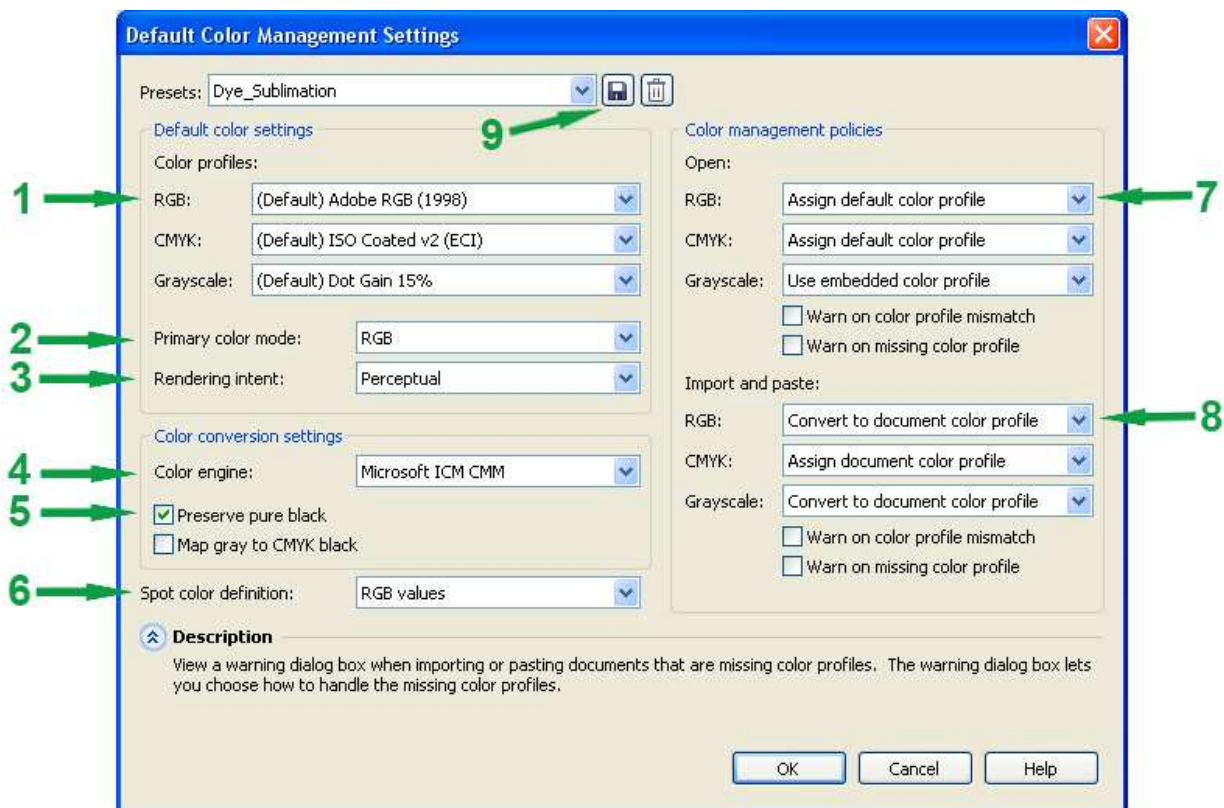 Default Color Management Settings
Presets: Dye_Sublimation
9
Default color settings
Color profiles:
1 RGB: (Default) Adobe RGB (1998)
CMYK: (Default) ISO Coated v2 (ECI)
Grayscale: (Default) Dot Gain 15%
2 Primary color mode: RGB
3 Rendering intent: Perceptual
Color conversion settings
4 Color engine: Microsoft ICM CMM
5 Preserve pure black
Map gray to CMYK black
6 Spot color definition: RGB values
Color management policies
Open:
RGB: Assign default color profile 7
CMYK: Assign default color profile
Grayscale: Use embedded color profile
Warn on color profile mismatch
Warn on missing color profile
Import and paste:
RGB: Convert to document color profile 8
CMYK: Assign document color profile
Grayscale: Convert to document color profile
Warn on color profile mismatch
Warn on missing color profile
Description
View a warning dialog box when importing or pasting documents that are missing color profiles. The warning dialog box lets
you choose how to handle the missing color profiles.
OK Cancel Help